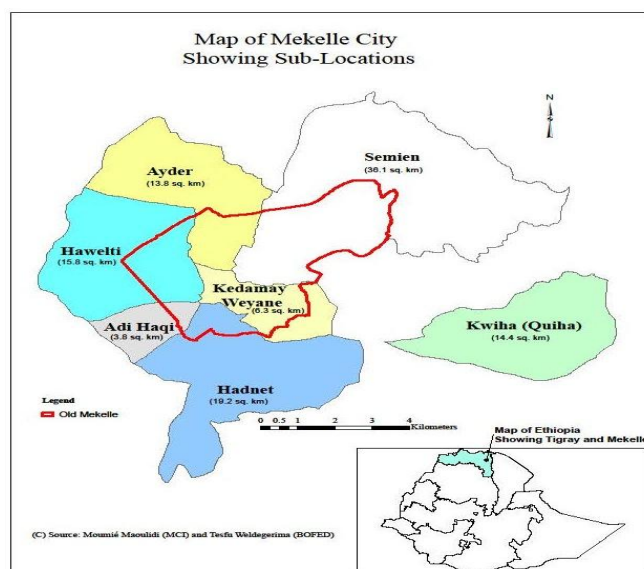 Map of Mekelle City
Showing Sub-Locations
N
Ayder
(13.8 sq. km)
Semien
(36.1 sq. km)
Hawelti
(15.8 sq. km)
Kedamay
Weyane
(6.3 sq. km)
Adi Haqi
(3.8 sq. km)
Kwiha (Quiha)
(14.4 sq. km)
Hadnet
(19.2 sq. km)
Legend
Old Mekelle
0 0.5 1 2 3 4
Kilometers
Map of Ethiopia
Showing Tigray and Mekelle
(C) Source: Moumié Maoulidi (MCI) and Tesfu Weldegerima (BOFED)